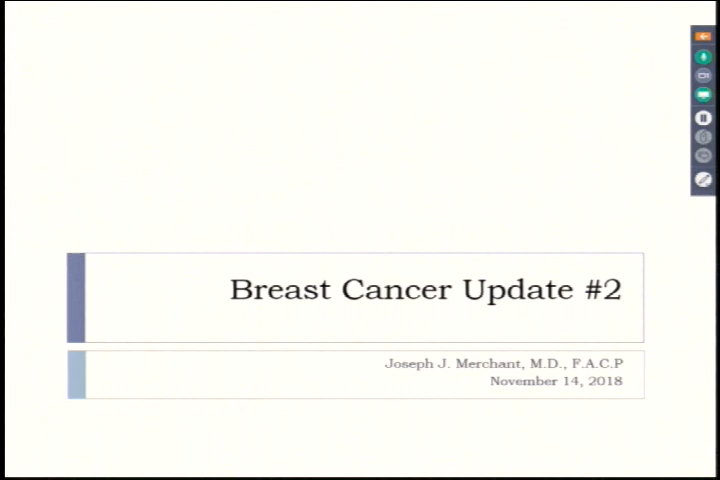 Breast Cancer Update #2
Joseph J. Merchant, M.D., F.A.C.P
November 14, 2018